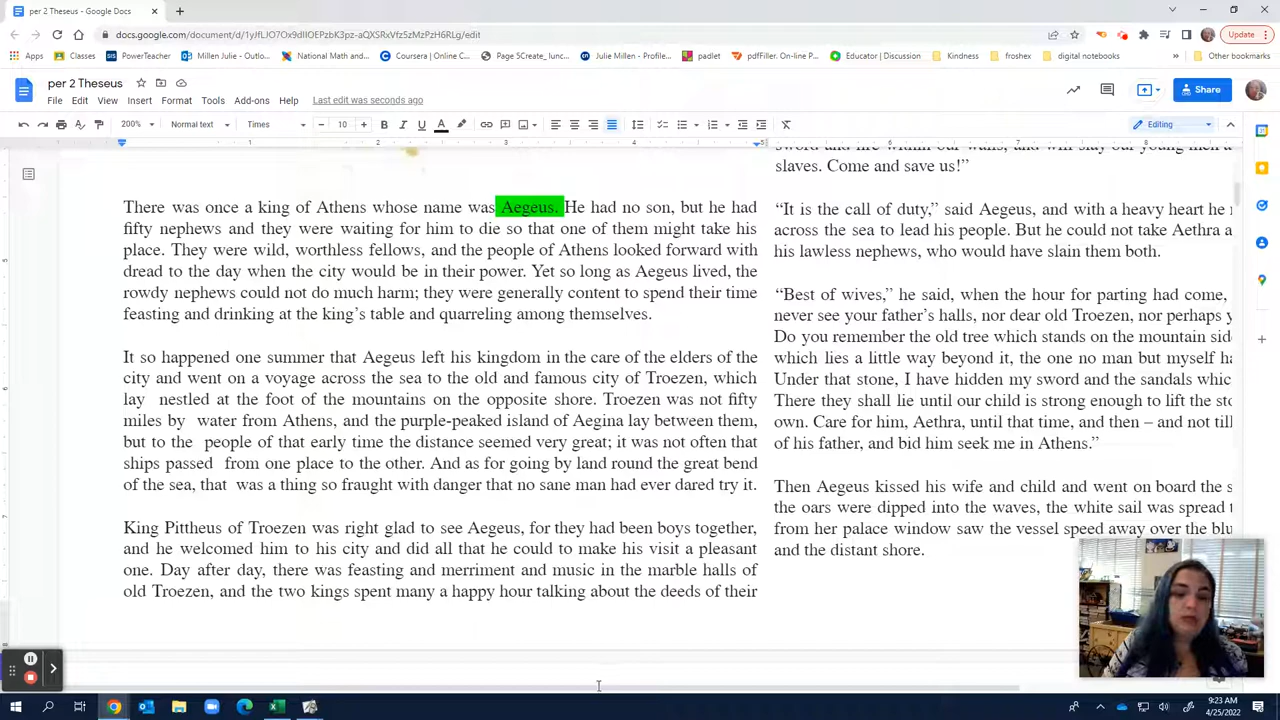 per 2 Theseus - Google Docs
docs.google.com/document/d/1yJfLJO7Ox9dIIOEPzbK3pz-aQXSRxVfzSzMzPzH6RLg/edit
Update
Apps
Classes
PowerTeacher
Millen Julie - Outlo...
National Math and...
Coursera | Online C...
Page Screening, lunc...
Julie Millen - Profile...
padlet
pdfFiller. On-line P...
Educator | Discussion
Kindness
froshex
digital notebooks
»
Other bookmarks
per 2 Theseus
File Edit View Insert Format Tools Add-ons Help Last edit was seconds ago
Share
200% Normal text Times 10 Editing
There was once a king of Athens whose name was Aegeus. He had no son, but he had
fifty nephews and they were waiting for him to die so that one of them might take his
place. They were wild, worthless fellows, and the people of Athens looked forward with
dread to the day when the city would be in their power. Yet so long as Aegeus lived, the
rowdy nephews could not do much harm; they were generally content to spend their time
feasting and drinking at the king's table and quarreling among themselves.
It so happened one summer that Aegeus left his kingdom in the care of the elders of the
city and went on a voyage across the sea to the old and famous city of Troezen, which
lay nestled at the foot of the mountains on the opposite shore. Troezen was not fifty
miles by water from Athens, and the purple-peaked island of Aegina lay between them,
but to the people of that early time the distance seemed very great; it was not often that
ships passed from one place to the other. And as for going by land round the great bend
of the sea, that was a thing so fraught with danger that no sane man had ever dared try it.
King Pittheus of Troezen was right glad to see Aegeus, for they had been boys together,
and he welcomed him to his city and did all that he could to make his visit a pleasant
one. Day after day, there was feasting and merriment and music in the marble halls of
old Troezen, and the two kings spent many a happy hour talking about the deeds of their
sword and fire within our walls, and will slay our young men
slaves. Come and save us!”
“It is the call of duty,” said Aegeus, and with a heavy heart he
across the sea to lead his people. But he could not take Aethra a
his lawless nephews, who would have slain them both.
“Best of wives,” he said, when the hour for parting had come,
never see your father's halls, nor dear old Troezen, nor perhaps
Do you remember the old tree which stands on the mountain sid
which lies a little way beyond it, the one no man but myself ha
Under that stone, I have hidden my sword and the sandals whic
There they shall lie until our child is strong enough to lift the sto
own. Care for him, Aethra, until that time, and then – and not till
of his father, and bid him seek me in Athens.”
Then Aegeus kissed his wife and child and went on board the s
the oars were dipped into the waves, the white sail was spread
from her palace window saw the vessel speed away over the blu
and the distant shore.
9:23 AM
4/25/2022